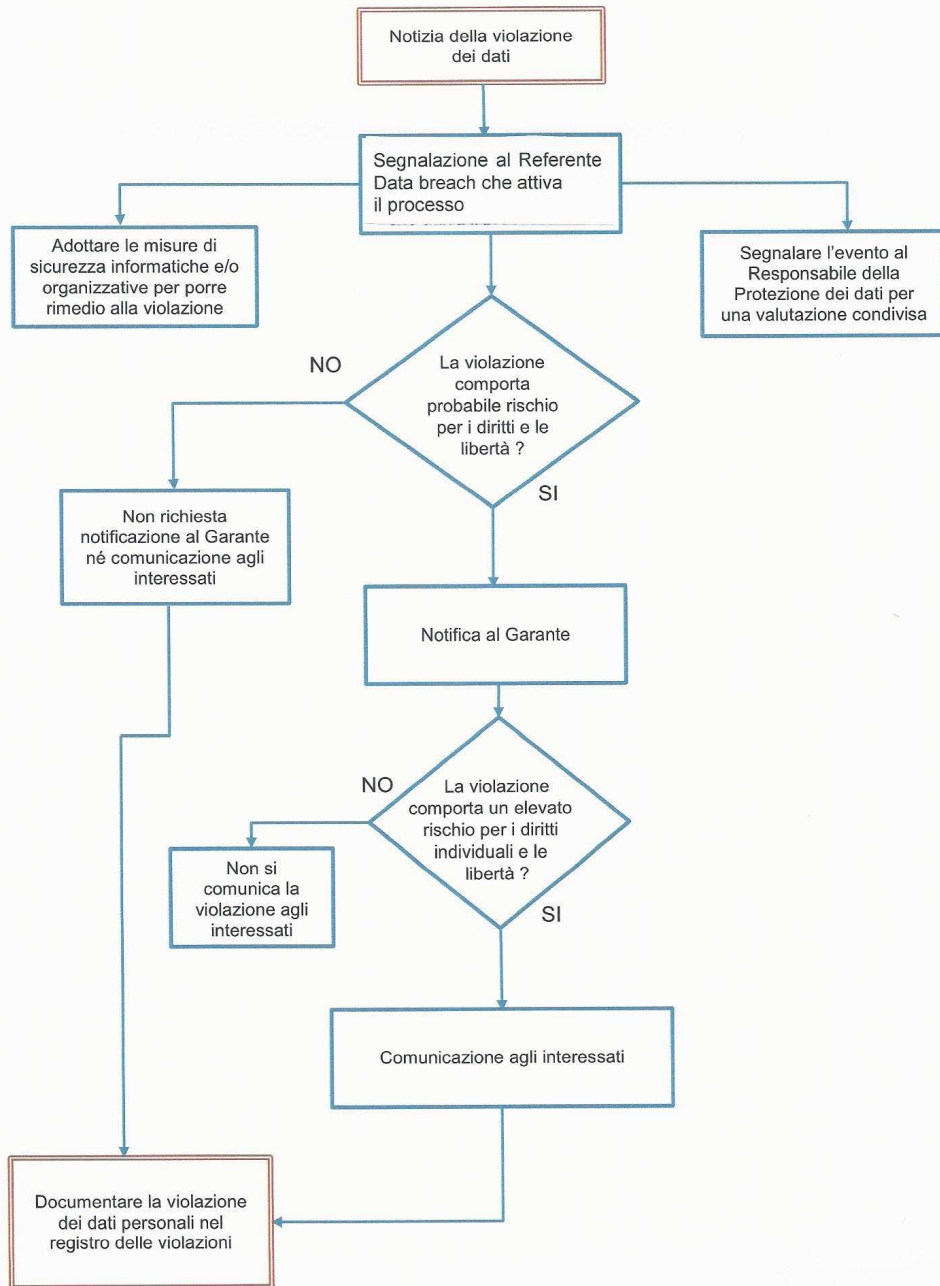 Notizia della violazione
dei dati
Segnalazione al Referente
Data breach che attiva
il processo
Adottare le misure di
sicurezza informatiche e/o
organizzative per porre
rimedio alla violazione
Segnalare l'evento al
Responsabile della
Protezione dei dati per
una valutazione condivisa
NO
La violazione
comporta
probabile rischio
per i diritti e le
libertà ?
SI
Non richiesta
notificazione al Garante
né comunicazione agli
interessati
Notifica al Garante
NO
La violazione
comporta un elevato
rischio per i diritti
individuali e le
libertà ?
SI
Non si
comunica la
violazione agli
interessati
Comunicazione agli interessati
Documentare la violazione
dei dati personali nel
registro delle violazioni